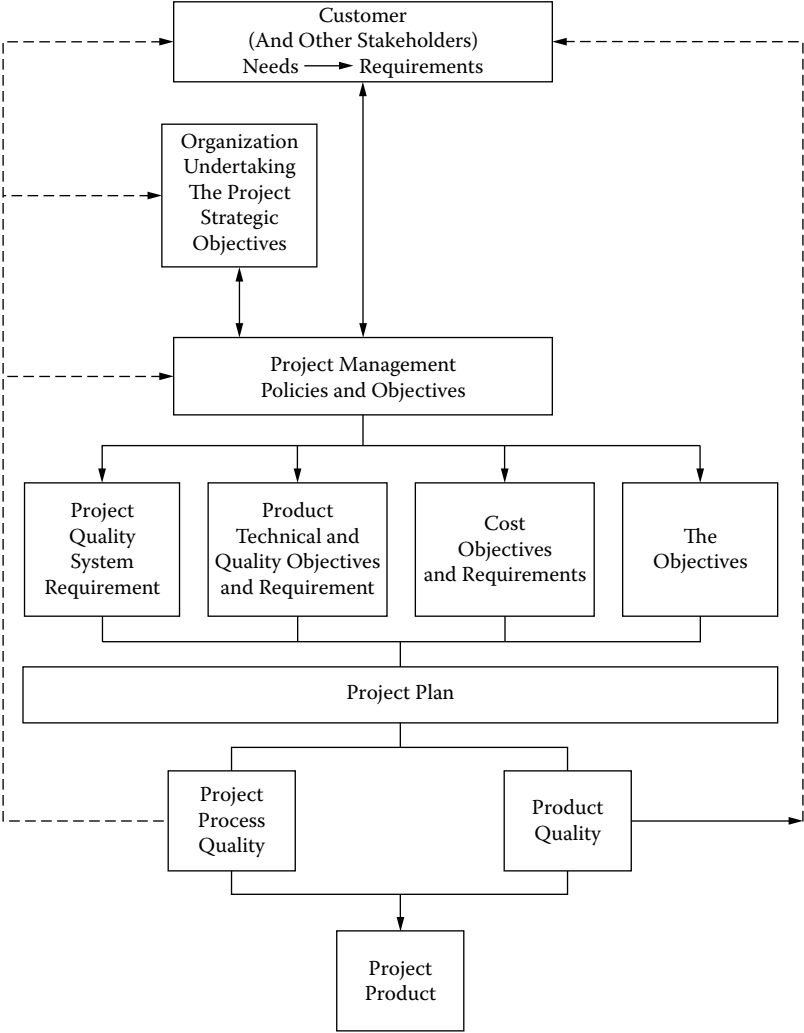 Customer
(And Other Stakeholders)
Needs Requirements
Organization
Undertaking
The Project
Strategic
Objectives
Project Management
Policies and Objectives
Project
Quality
System
Requirement
Product
Technical and
Quality Objectives
and Requirement
Cost
Objectives
and Requirements
The
Objectives
Project Plan
Project
Process
Quality
Product
Quality
Project
Product